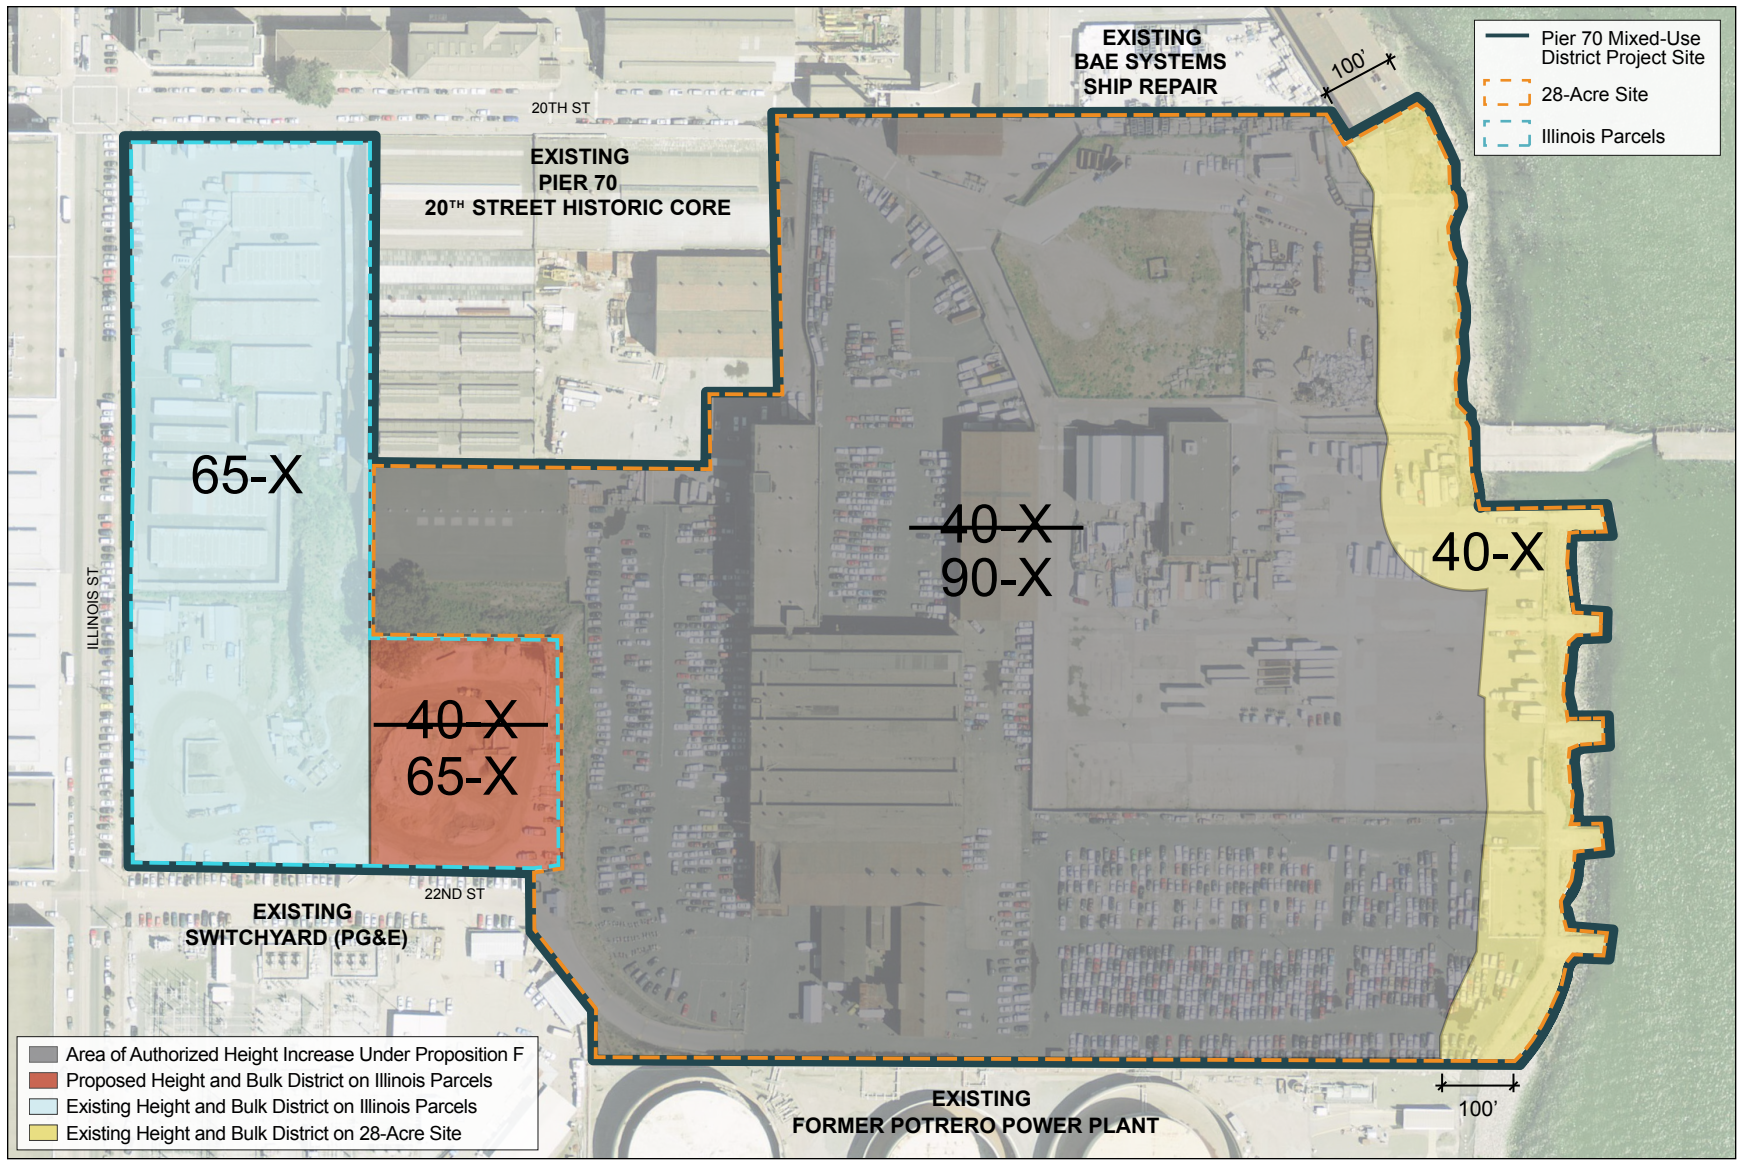 EXISTING
BAE SYSTEMS
SHIP REPAIR
100’
Pier 70 Mixed-Use
District Project Site
28-Acre Site
Illinois Parcels
20TH ST
EXISTING
PIER 70
20TH STREET HISTORIC CORE
65-X
40-X
90-X
40-X
ILLINOIS ST
40-X
65-X
22ND ST
EXISTING
SWITCHYARD (PG&E)
Area of Authorized Height Increase Under Proposition F
Proposed Height and Bulk District on Illinois Parcels
Existing Height and Bulk District on Illinois Parcels
Existing Height and Bulk District on 28-Acre Site
EXISTING
FORMER POTRERO POWER PLANT
100’